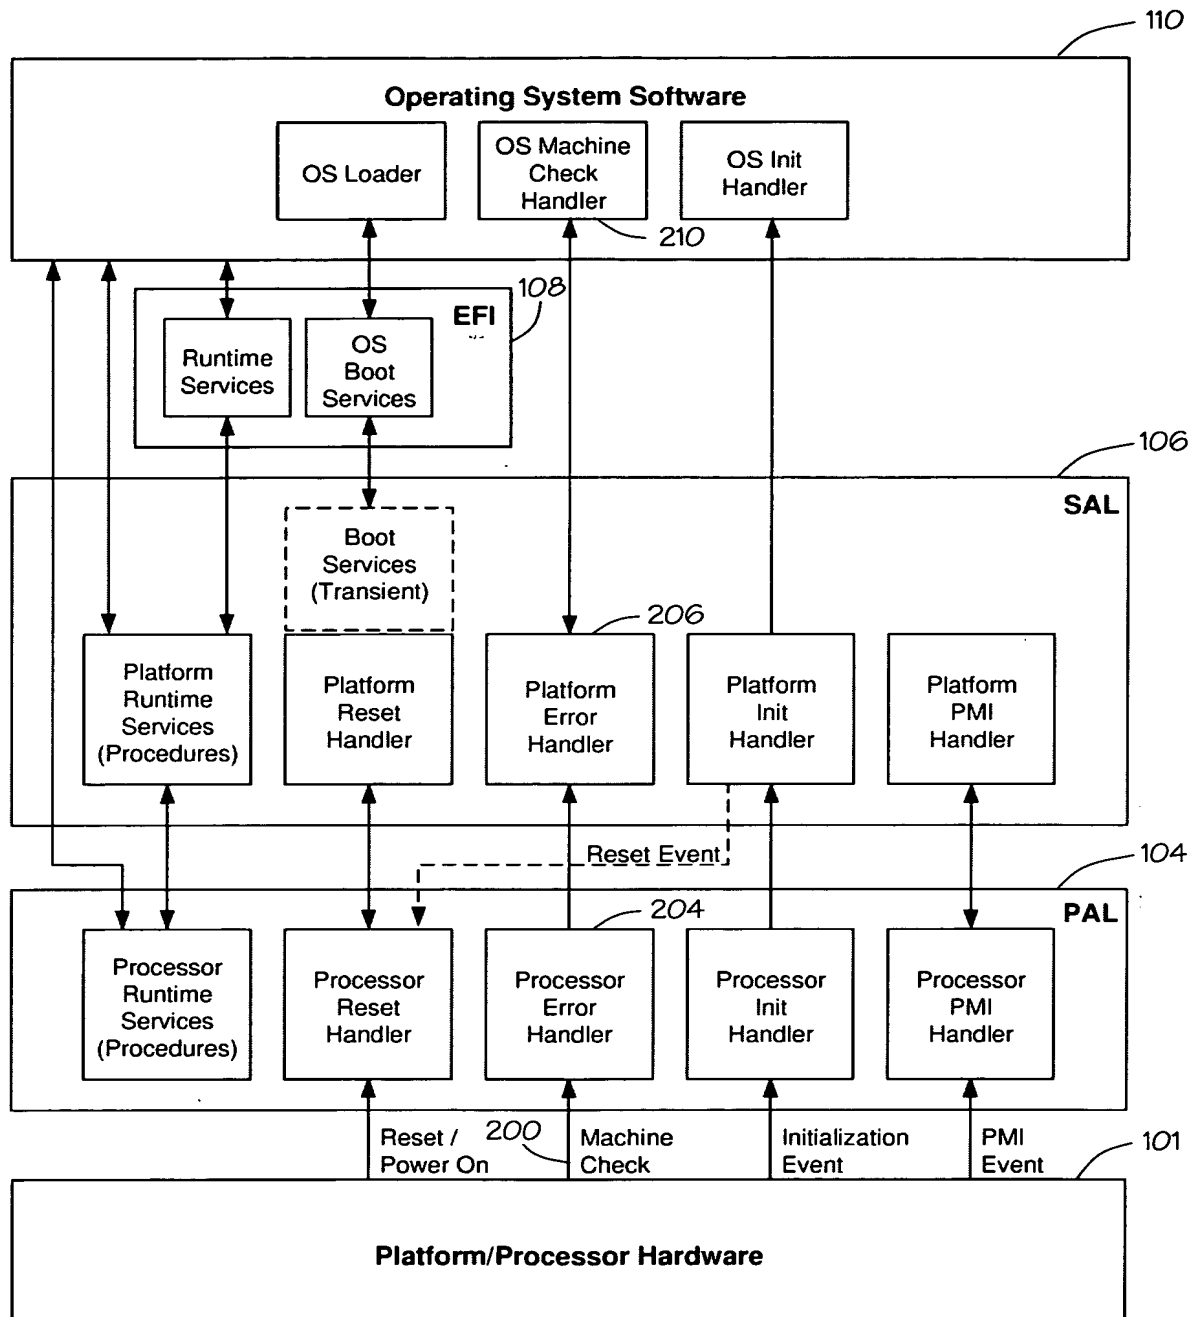 110
Operating System Software
OS Loader
OS Machine
Check
Handler
OS Init
Handler
210
108
EFI
Runtime
Services
OS
Boot
Services
106
SAL
Boot
Services
(Transient)
206
Platform
Runtime
Services
(Procedures)
Platform
Reset
Handler
Platform
Error
Handler
Platform
Init
Handler
Platform
PMI
Handler
Reset Event
104
PAL
204
Processor
Runtime
Services
(Procedures)
Processor
Reset
Handler
Processor
Error
Handler
Processor
Init
Handler
Processor
PMI
Handler
Reset /
Power On
200
Machine
Check
Initialization
Event
PMI
Event
101
Platform/Processor Hardware